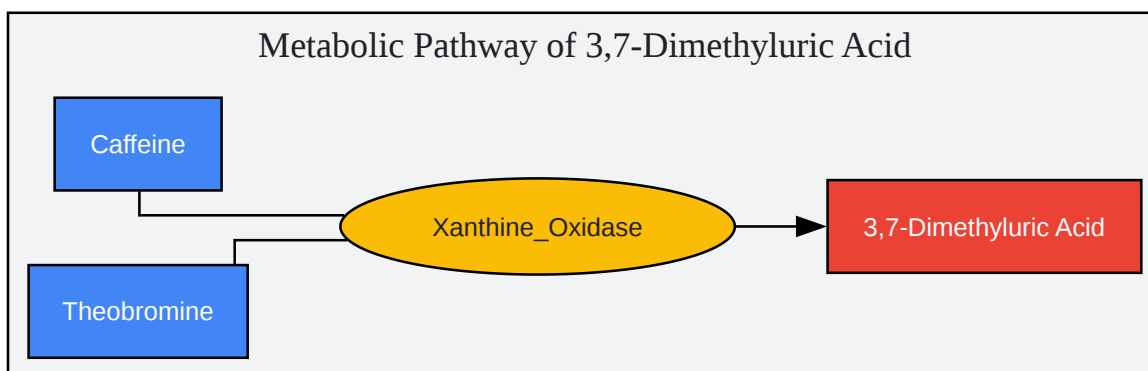 Metabolic Pathway of 3,7-Dimethyluric Acid
Caffeine
Xanthine_Oxidase
3,7-Dimethyluric Acid
Theobromine